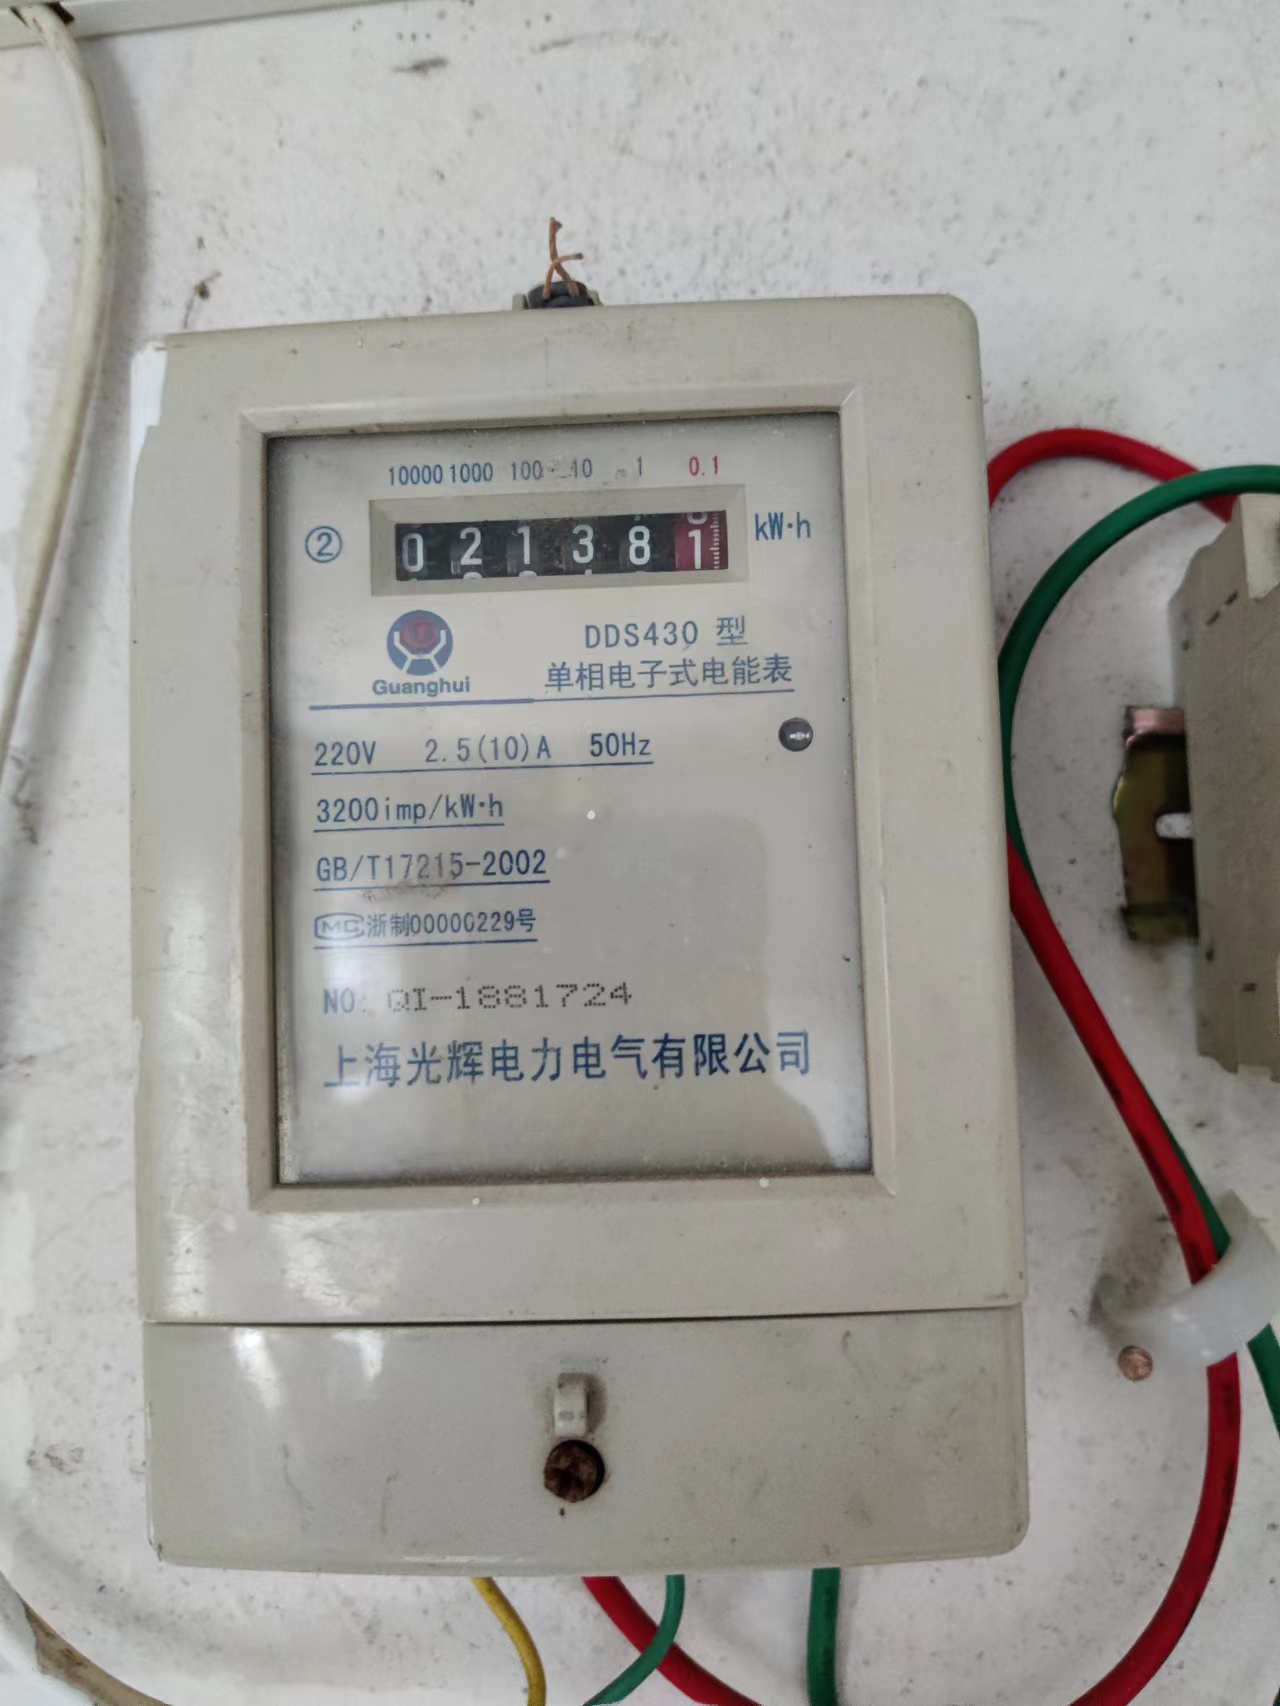 10000 1000 100 10 1 0.1
② 0 2 1 3 8 1 kW·h
Guanghui
DDS430 型
单相电子式电能表
220V 2.5(10)A 50Hz
3200imp/kW·h
GB/T17215-2002
MC 浙制00000229号
NO: QI-1881724
上海光辉电力电气有限公司